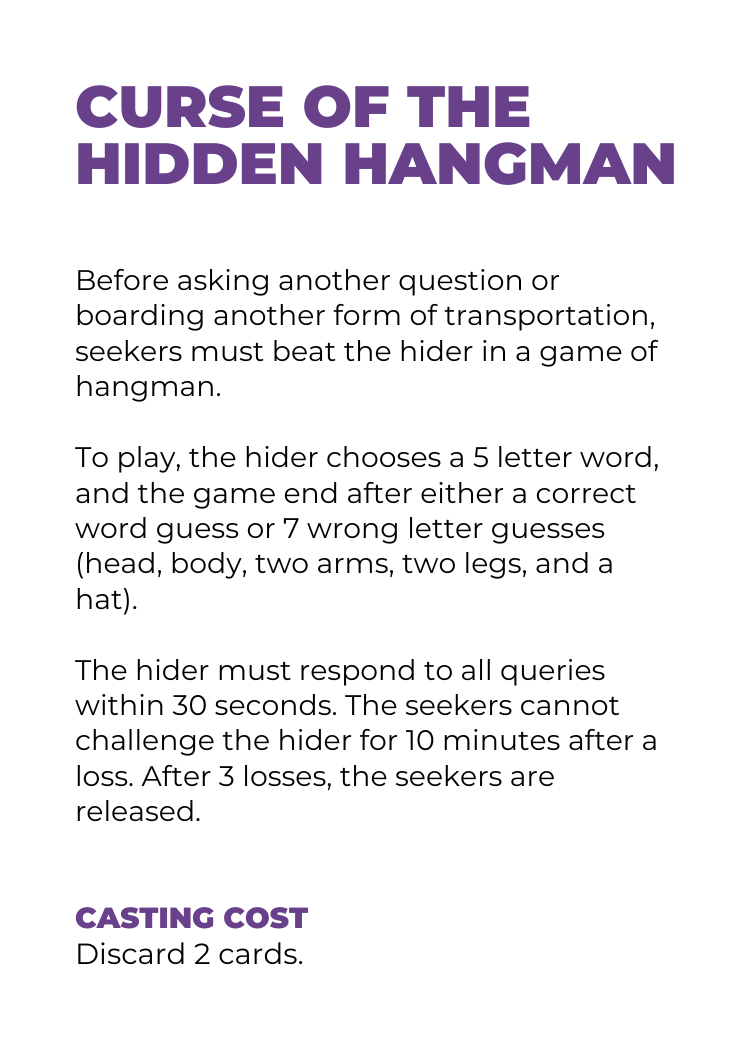 CURSE OF THE
HIDDEN HANGMAN
Before asking another question or
boarding another form of transportation,
seekers must beat the hider in a game of
hangman.
To play, the hider chooses a 5 letter word,
and the game end after either a correct
word guess or 7 wrong letter guesses
(head, body, two arms, two legs, and a
hat).
The hider must respond to all queries
within 30 seconds. The seekers cannot
challenge the hider for 10 minutes after a
loss. After 3 losses, the seekers are
released.
CASTING COST
Discard 2 cards.